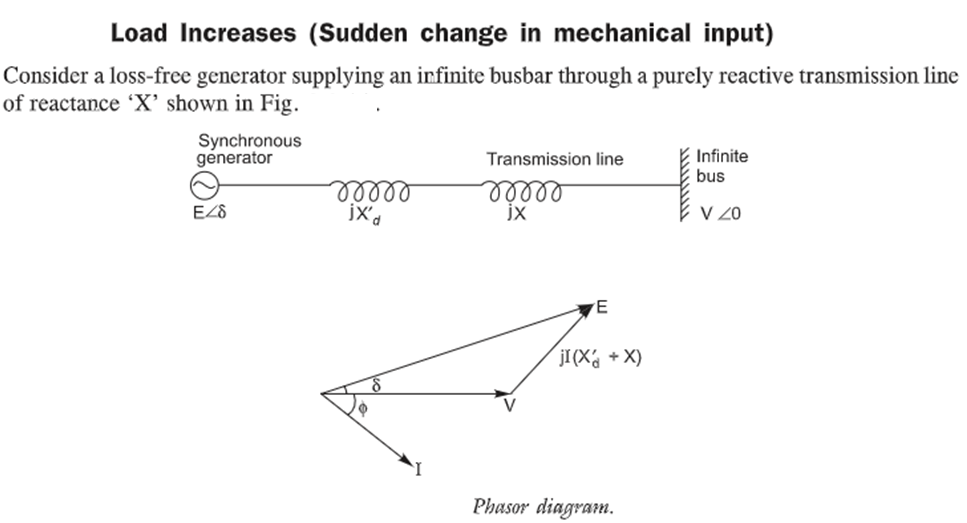 Load Increases (Sudden change in mechanical input)
Consider a loss-free generator supplying an infinite busbar through a purely reactive transmission line
of reactance ‘X’ shown in Fig.
Synchronous
generator
Transmission line
Infinite
bus
E∠δ
jX′d
jX
V ∠0
E
jI(X′d + X)
δ
ϕ
V
I
Phasor diagram.